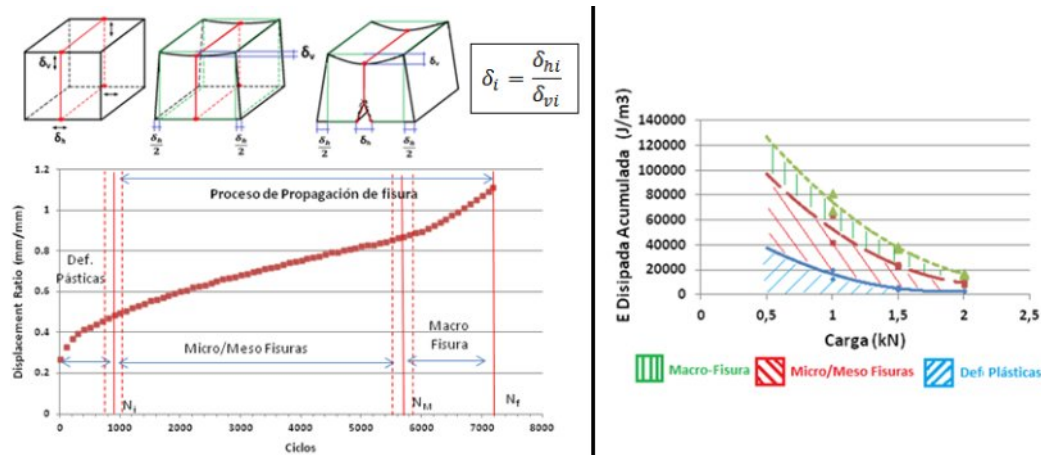 δv
δh
δh/2
δh/2
δv
δh/2
δh
δh/2
δv
δi = δhi/δvi
Displacement Ratio (mm/mm)
1.2
1
0.8
0.6
0.4
0.2
0
Proceso de Propagación de fisura
Def.
Plásticas
Micro/Meso Fisuras
Macro
Fisura
Ni
NM
Nf
0 1000 2000 3000 4000 5000 6000 7000 8000
Ciclos
E Disipada Acumulada (J/m3)
140000
120000
100000
80000
60000
40000
20000
0
0 0,5 1 1,5 2 2,5
Carga (kN)
Macro-Fisura
Micro/Meso Fisuras
Def. Plásticas